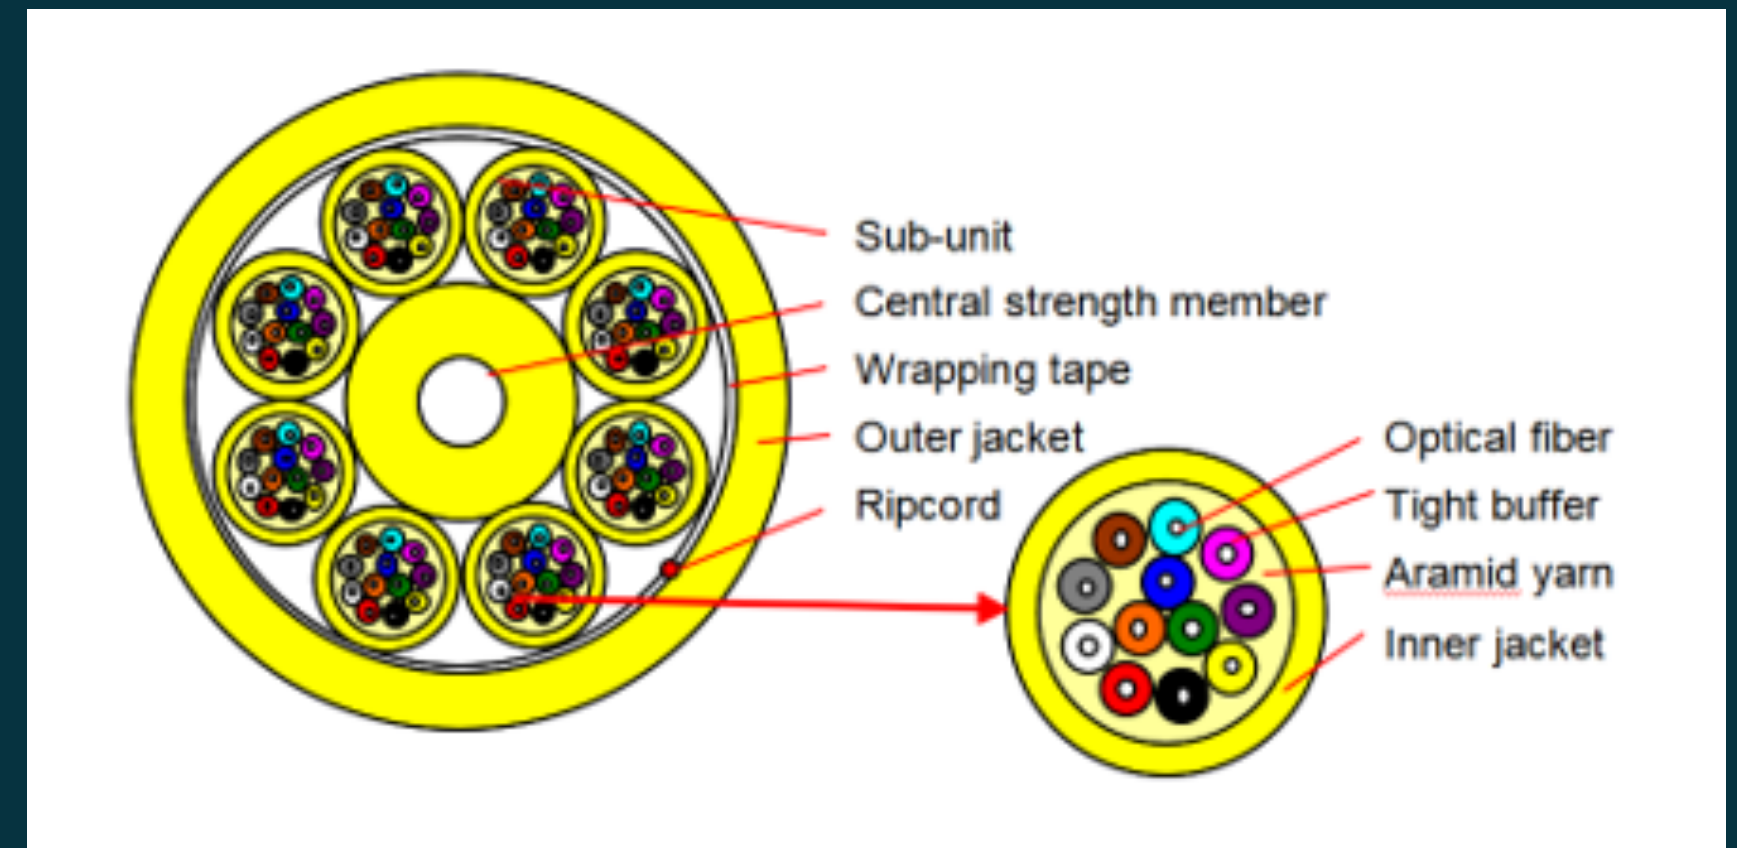 Sub-unit
Central strength member
Wrapping tape
Outer jacket
Ripcord
Optical fiber
Tight buffer
Aramid yarn
Inner jacket